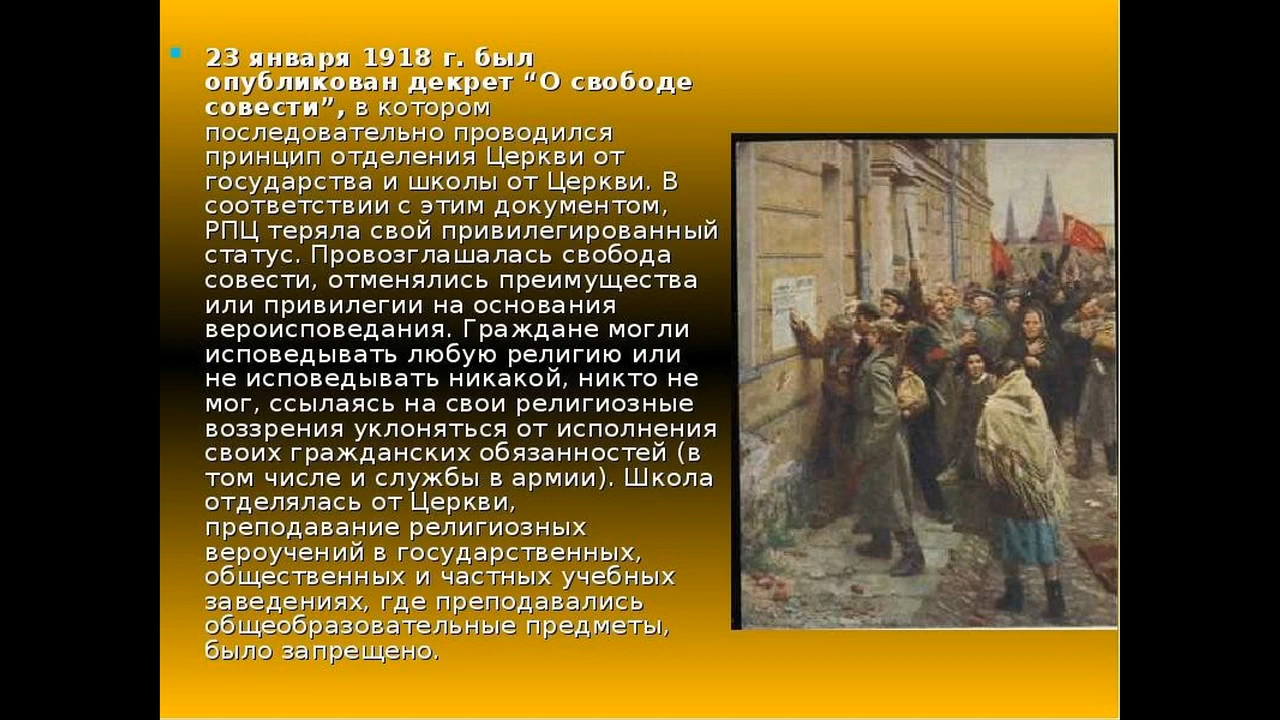 23 января 1918 г. был
опубликован декрет “О свободе
совести”, в котором
последовательно проводился
принцип отделения Церкви от
государства и школы от Церкви. В
соответствии с этим документом,
РПЦ теряла свой привилегированный
статус. Провозглашалась свобода
совести, отменялись преимущества
или привилегии на основания
вероисповедания. Граждане могли
исповедывать любую религию или
не исповедывать никакой, никто не
мог, ссылаясь на свои религиозные
воззрения уклоняться от исполнения
своих гражданских обязанностей (в
том числе и службы в армии). Школа
отделялась от Церкви,
преподавание религиозных
вероучений в государственных,
общественных и частных учебных
заведениях, где преподавались
общеобразовательные предметы,
было запрещено.